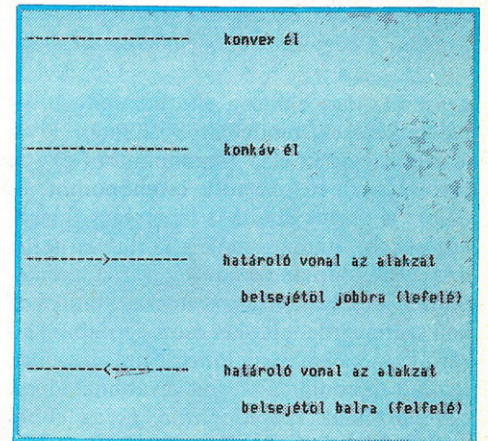 ------------------ konvex él
------------------ konkáv él
--------->-------- határoló vonal az alakzat
belsejétöl jobbra (lefelé)
---------<-------- határoló vonal az alakzat
belsejétöl balra (felfelé)